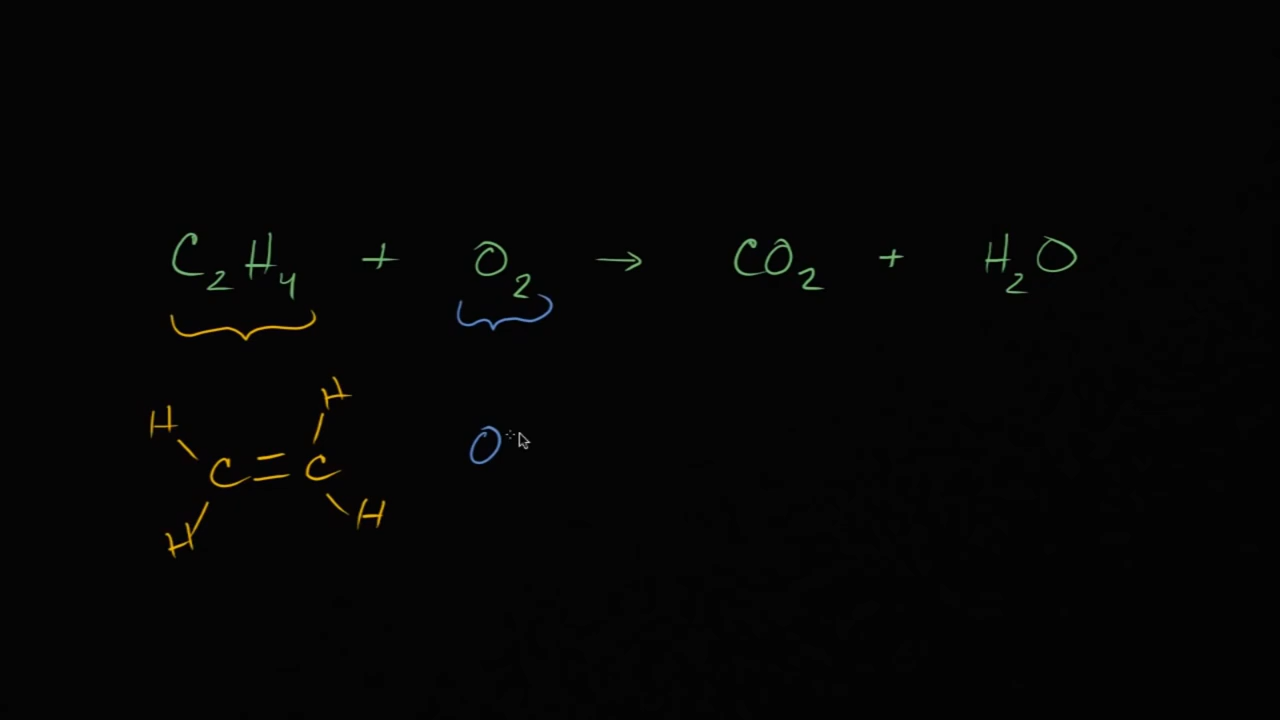 C₂H₄ + O₂ → CO₂ + H₂O
H
H
C = C O
H
H